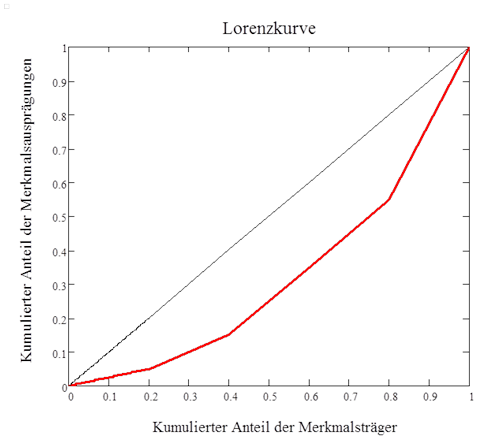 Lorenzkurve
Kumulierter Anteil der Merkmalsausprägungen
1
0.9
0.8
0.7
0.6
0.5
0.4
0.3
0.2
0.1
0
0 0.1 0.2 0.3 0.4 0.5 0.6 0.7 0.8 0.9 1
Kumulierter Anteil der Merkmalsträger